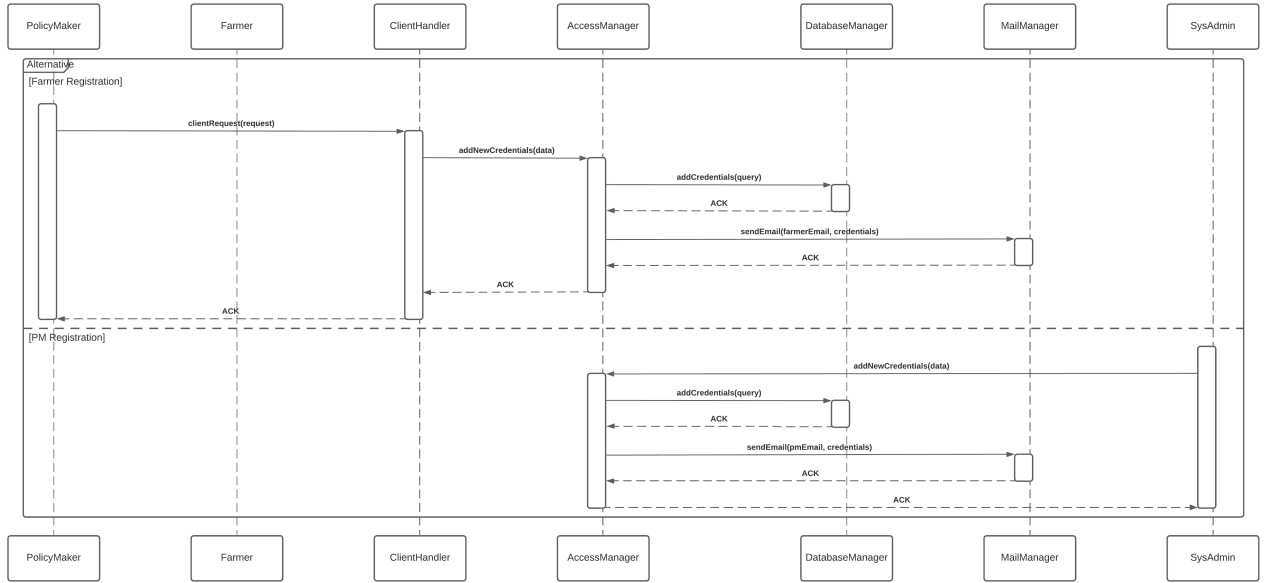 PolicyMaker
Farmer
ClientHandler
AccessManager
DatabaseManager
MailManager
SysAdmin
Alternative
[Farmer Registration]
clientRequest(request)
addNewCredentials(data)
addCredentials(query)
ACK
sendEmail(farmerEmail, credentials)
ACK
ACK
ACK
[PM Registration]
addNewCredentials(data)
addCredentials(query)
ACK
sendEmail(pmEmail, credentials)
ACK
ACK
PolicyMaker
Farmer
ClientHandler
AccessManager
DatabaseManager
MailManager
SysAdmin